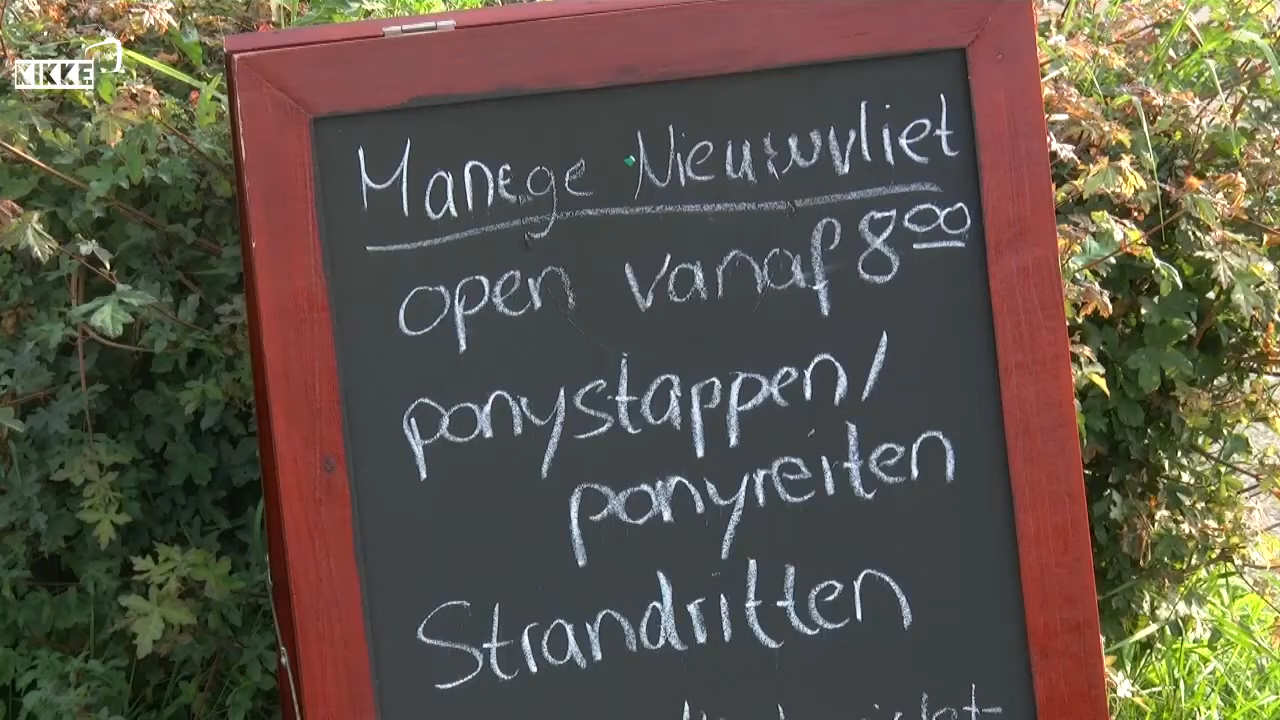 KIKKE
Manege Nieuwvliet
open vanaf 8⁰⁰
ponystappen/
ponyreiten
Strandritten